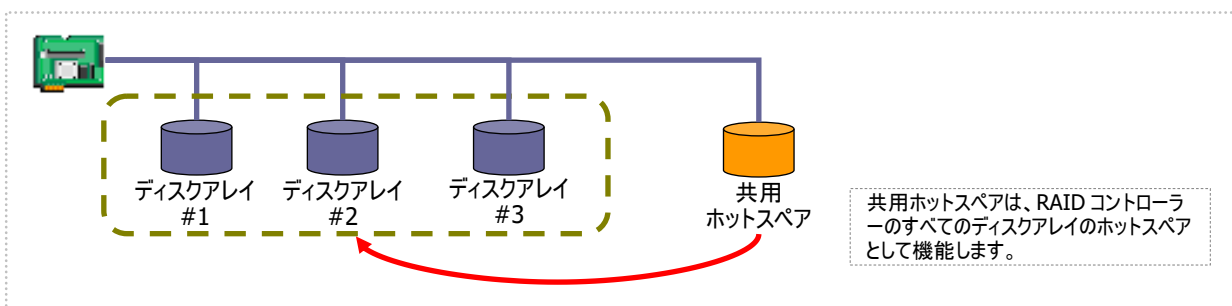 ディスクアレイ
#1
ディスクアレイ
#2
ディスクアレイ
#3
共用
ホットスペア
共用ホットスペアは、RAID コントローラ
ーのすべてのディスクアレイのホットスペア
として機能します。